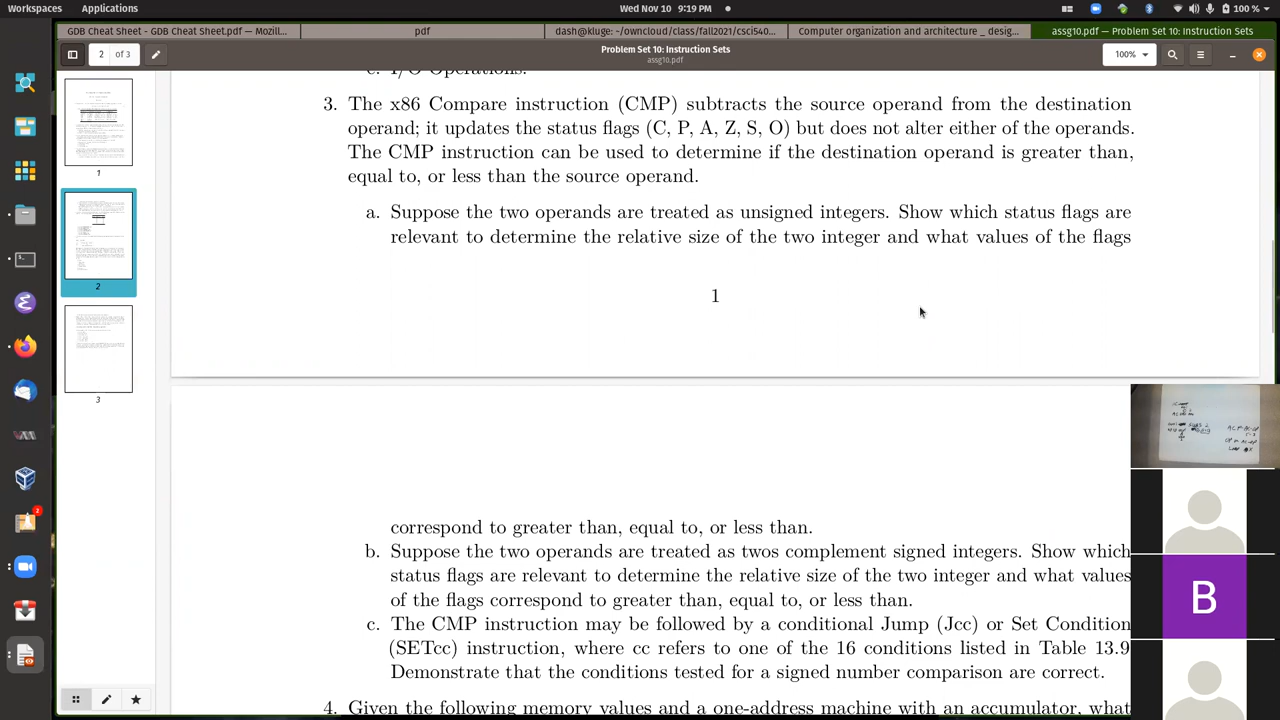 Workspaces Applications Wed Nov 10 9:19 PM 100 %
GDB Cheat Sheet - GDB Cheat Sheet.pdf — Mozill... pdf dash@kluge: ~/owncloud/class/fall2021/csci540... computer organization and architecture _ desig... assg10.pdf — Problem Set 10: Instruction Sets
2 of 3 Problem Set 10: Instruction Sets 100%
assg10.pdf
3. The x86 Compare instruction (CMP) subtracts the source operand from the destination
operand; it updates the status flags (C, P, A, Z, S, O) but does not alter either of the operands.
The CMP instruction can be used to determine if the destination operand is greater than,
equal to, or less than the source operand.
a. Suppose the two operands are treated as unsigned integers. Show which status flags are
relevant to determine the relative size of the two integer and what values of the flags
1
correspond to greater than, equal to, or less than.
b. Suppose the two operands are treated as twos complement signed integers. Show which
status flags are relevant to determine the relative size of the two integer and what values
of the flags correspond to greater than, equal to, or less than.
c. The CMP instruction may be followed by a conditional Jump (Jcc) or Set Condition
(SETcc) instruction, where cc refers to one of the 16 conditions listed in Table 13.9
Demonstrate that the conditions tested for a signed number comparison are correct.
4. Given the following memory values and a one-address machine with an accumulator, what
1
2
3
2
B